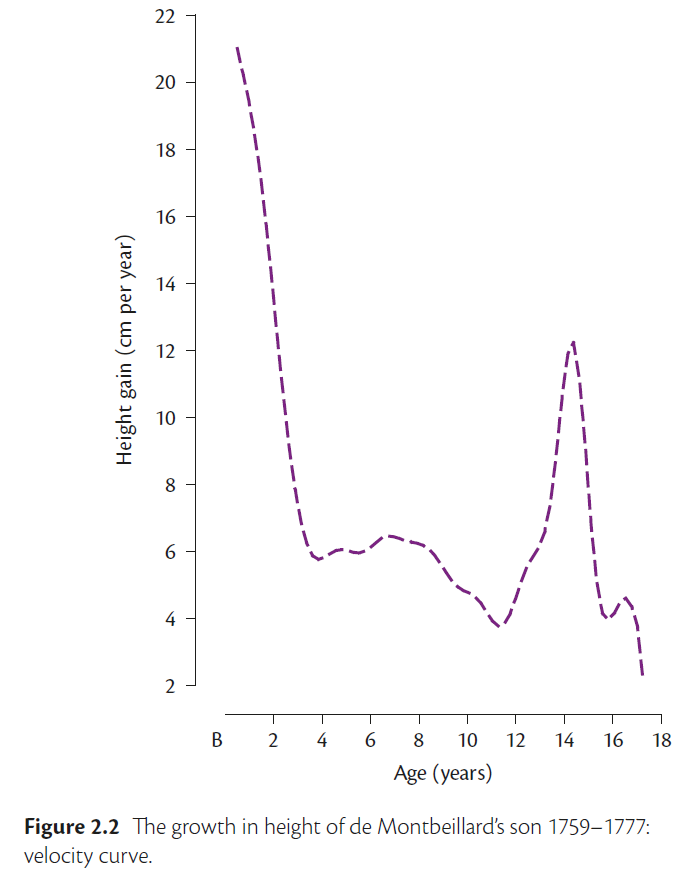 22
20
18
16
14
12
10
8
6
4
2
Height gain (cm per year)
B 2 4 6 8 10 12 14 16 18
Age (years)
Figure 2.2 The growth in height of de Montbeillard's son 1759–1777:
velocity curve.